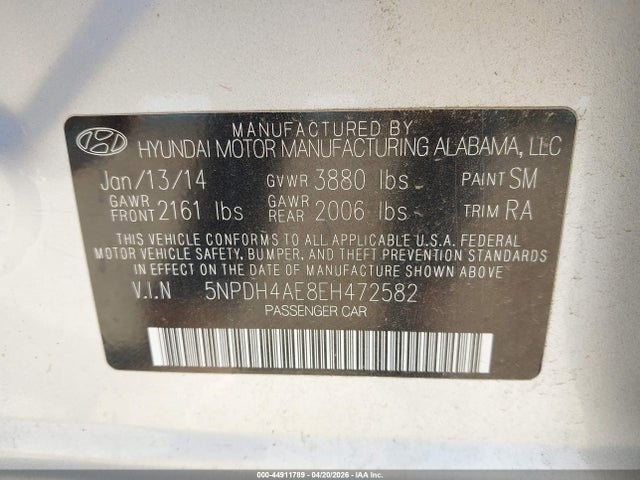 MANUFACTURED BY
HYUNDAI MOTOR MANUFACTURING ALABAMA, LLC
Jan/13/14 GVWR 3880 lbs PAINT SM
GAWR FRONT 2161 lbs GAWR REAR 2006 lbs TRIM RA
THIS VEHICLE CONFORMS TO ALL APPLICABLE U.S.A. FEDERAL
MOTOR VEHICLE SAFETY, BUMPER, AND THEFT PREVENTION STANDARDS
IN EFFECT ON THE DATE OF MANUFACTURE SHOWN ABOVE
V.I.N 5NPDH4AE8EH472582
PASSENGER CAR
000-44911789 - 04/20/2026 - IAAI.COM